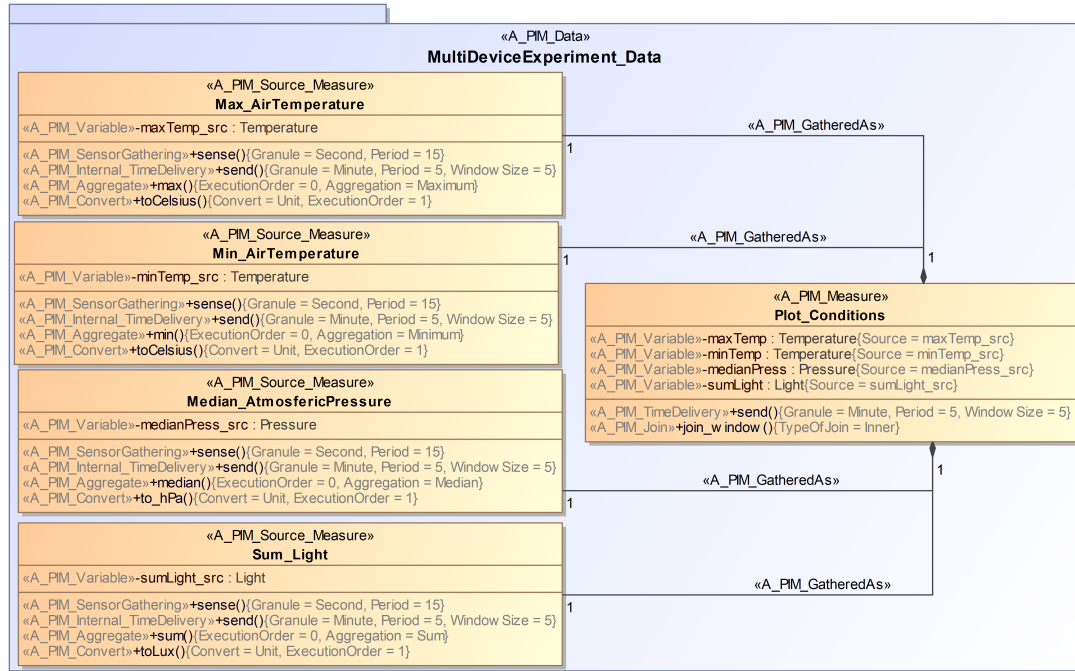 «A_PIM_Data»
MultiDeviceExperiment_Data
«A_PIM_Source_Measure»
Max_AirTemperature
«A_PIM_Variable»-maxTemp_src : Temperature
«A_PIM_SensorGathering»+sense(){Granule = Second, Period = 15}
«A_PIM_Internal_TimeDelivery»+send(){Granule = Minute, Period = 5, Window Size = 5}
«A_PIM_Aggregate»+max(){ExecutionOrder = 0, Aggregation = Maximum}
«A_PIM_Convert»+toCelsius(){Convert = Unit, ExecutionOrder = 1}
«A_PIM_GatheredAs»
1
«A_PIM_Source_Measure»
Min_AirTemperature
«A_PIM_Variable»-minTemp_src : Temperature
«A_PIM_SensorGathering»+sense(){Granule = Second, Period = 15}
«A_PIM_Internal_TimeDelivery»+send(){Granule = Minute, Period = 5, Window Size = 5}
«A_PIM_Aggregate»+min(){ExecutionOrder = 0, Aggregation = Minimum}
«A_PIM_Convert»+toCelsius(){Convert = Unit, ExecutionOrder = 1}
«A_PIM_GatheredAs»
1
1
«A_PIM_Measure»
Plot_Conditions
«A_PIM_Variable»-maxTemp : Temperature{Source = maxTemp_src}
«A_PIM_Variable»-minTemp : Temperature{Source = minTemp_src}
«A_PIM_Variable»-medianPress : Pressure{Source = medianPress_src}
«A_PIM_Variable»-sumLight : Light{Source = sumLight_src}
«A_PIM_TimeDelivery»+send(){Granule = Minute, Period = 5, Window Size = 5}
«A_PIM_Join»+join_window(){TypeOfJoin = Inner}
«A_PIM_Source_Measure»
Median_AtmosfericPressure
«A_PIM_Variable»-medianPress_src : Pressure
«A_PIM_SensorGathering»+sense(){Granule = Second, Period = 15}
«A_PIM_Internal_TimeDelivery»+send(){Granule = Minute, Period = 5, Window Size = 5}
«A_PIM_Aggregate»+median(){ExecutionOrder = 0, Aggregation = Median}
«A_PIM_Convert»+to_hPa(){Convert = Unit, ExecutionOrder = 1}
«A_PIM_GatheredAs»
1
1
«A_PIM_Source_Measure»
Sum_Light
«A_PIM_Variable»-sumLight_src : Light
«A_PIM_SensorGathering»+sense(){Granule = Second, Period = 15}
«A_PIM_Internal_TimeDelivery»+send(){Granule = Minute, Period = 5, Window Size = 5}
«A_PIM_Aggregate»+sum(){ExecutionOrder = 0, Aggregation = Sum}
«A_PIM_Convert»+toLux(){Convert = Unit, ExecutionOrder = 1}
«A_PIM_GatheredAs»
1